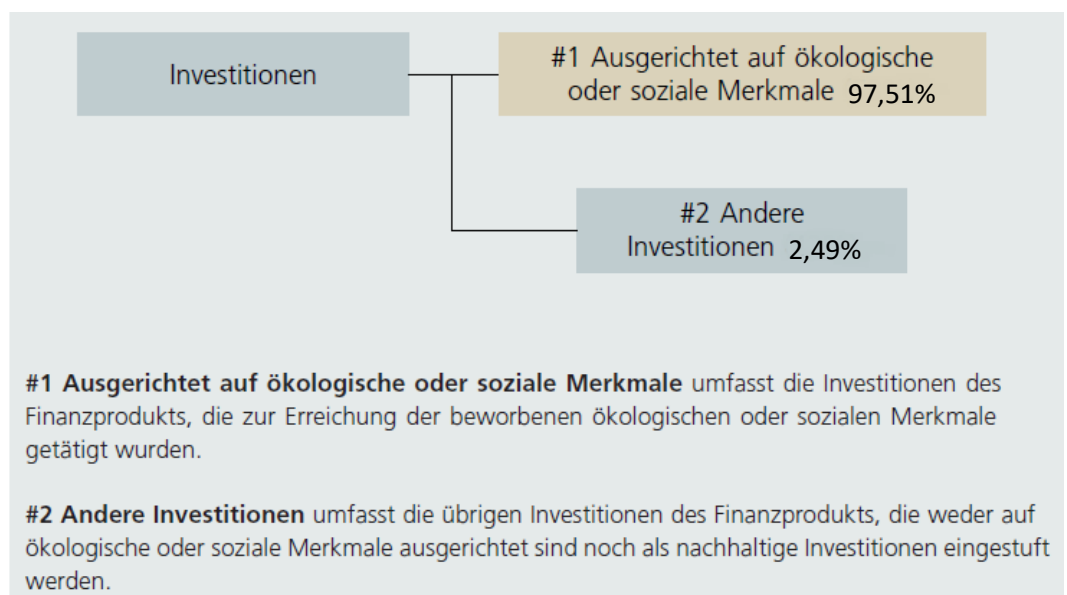 Investitionen
#1 Ausgerichtet auf ökologische
oder soziale Merkmale 97,51%
#2 Andere
Investitionen 2,49%
#1 Ausgerichtet auf ökologische oder soziale Merkmale umfasst die Investitionen des
Finanzprodukts, die zur Erreichung der beworbenen ökologischen oder sozialen Merkmale
getätigt wurden.
#2 Andere Investitionen umfasst die übrigen Investitionen des Finanzprodukts, die weder auf
ökologische oder soziale Merkmale ausgerichtet sind noch als nachhaltige Investitionen eingestuft
werden.